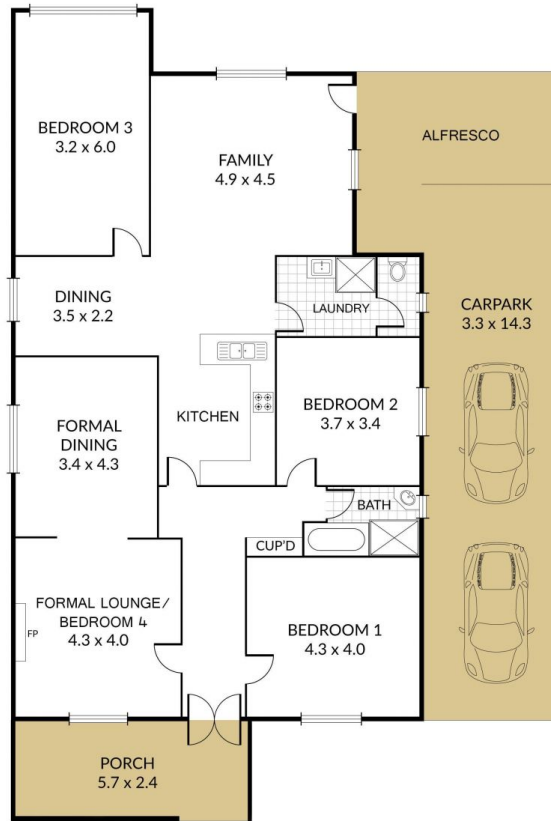 BEDROOM 3
3.2 x 6.0
FAMILY
4.9 x 4.5
ALFRESCO
DINING
3.5 x 2.2
LAUNDRY
CARPARK
3.3 x 14.3
FORMAL
DINING
3.4 x 4.3
KITCHEN
BEDROOM 2
3.7 x 3.4
BATH
CUP'D
FORMAL LOUNGE/
BEDROOM 4
4.3 x 4.0
FP
BEDROOM 1
4.3 x 4.0
PORCH
5.7 x 2.4